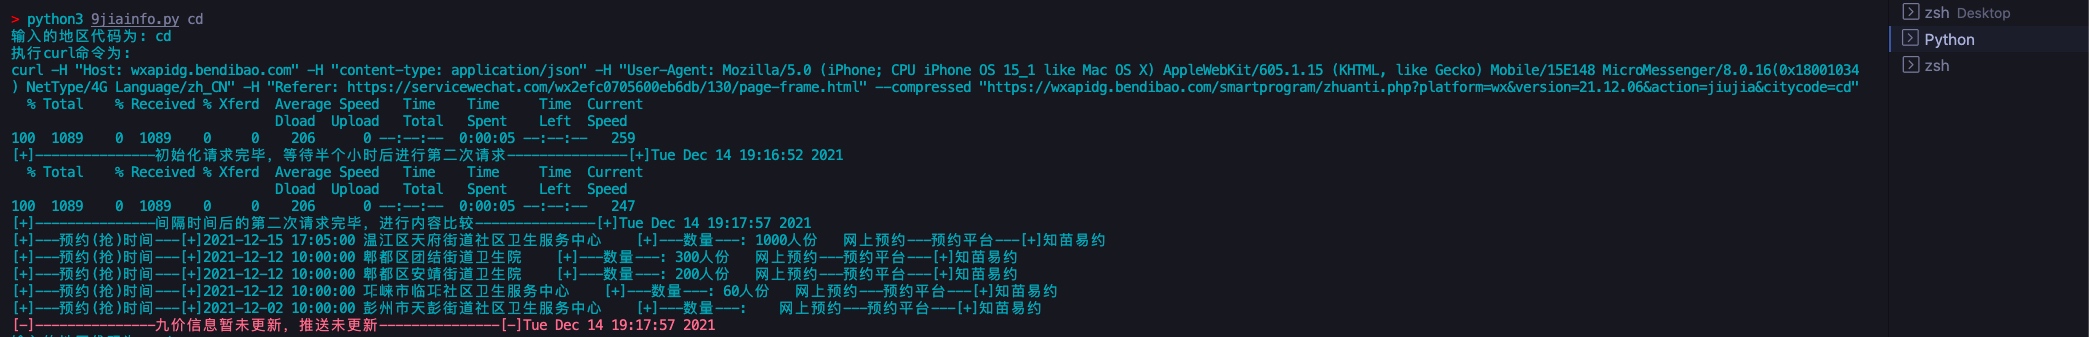 > python3 9jiainfo.py cd
输入的地区代码为: cd
执行curl命令为:
curl -H "Host: wxapidg.bendibao.com" -H "content-type: application/json" -H "User-Agent: Mozilla/5.0 (iPhone; CPU iPhone OS 15_1 like Mac OS X) AppleWebKit/605.1.15 (KHTML, like Gecko) Mobile/15E148 MicroMessenger/8.0.16(0x18001034
) NetType/4G Language/zh_CN" -H "Referer: https://servicewechat.com/wx2efc0705600eb6db/130/page-frame.html" --compressed "https://wxapidg.bendibao.com/smartprogram/zhuanti.php?platform=wx&version=21.12.06&action=jiujia&citycode=cd"
% Total    % Received % Xferd  Average Speed   Time    Time     Time  Current
Dload  Upload   Total   Spent    Left  Speed
100  1089    0  1089    0     0    206      0 --:--:--  0:00:05 --:--:--   259
[+]---------------初始化请求完毕, 等待半个小时后进行第二次请求---------------[+]Tue Dec 14 19:16:52 2021
% Total    % Received % Xferd  Average Speed   Time    Time     Time  Current
Dload  Upload   Total   Spent    Left  Speed
100  1089    0  1089    0     0    206      0 --:--:--  0:00:05 --:--:--   247
[+]---------------间隔时间后的第二次请求完毕, 进行内容比较---------------[+]Tue Dec 14 19:17:57 2021
[+]---预约(抢)时间---[+]2021-12-15 17:05:00 温江区天府街道社区卫生服务中心    [+]---数量---: 1000人份   网上预约---预约平台---[+]知苗易约
[+]---预约(抢)时间---[+]2021-12-12 10:00:00 郫都区团结街道卫生院    [+]---数量---: 300人份   网上预约---预约平台---[+]知苗易约
[+]---预约(抢)时间---[+]2021-12-12 10:00:00 郫都区安靖街道卫生院    [+]---数量---: 200人份   网上预约---预约平台---[+]知苗易约
[+]---预约(抢)时间---[+]2021-12-12 10:00:00 邛崃市临邛社区卫生服务中心    [+]---数量---: 60人份   网上预约---预约平台---[+]知苗易约
[+]---预约(抢)时间---[+]2021-12-02 10:00:00 彭州市天彭街道社区卫生服务中心    [+]---数量---:    网上预约---预约平台---[+]知苗易约
[-]---------------九价信息暂未更新, 推送未更新---------------[-]Tue Dec 14 19:17:57 2021
zsh Desktop
Python
zsh